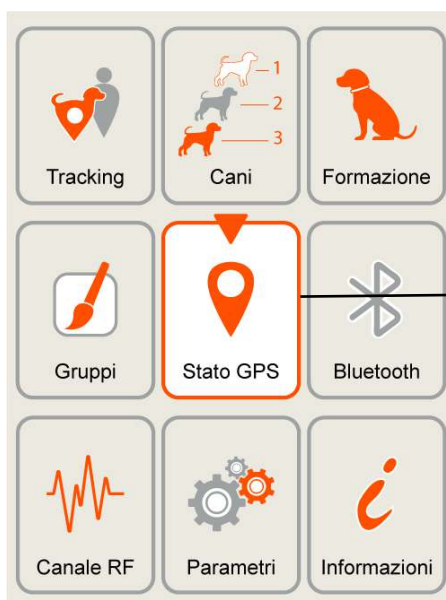 1
2
3
Tracking
Cani
Formazione
Gruppi
Stato GPS
Bluetooth
Canale RF
Parametri
Informazioni